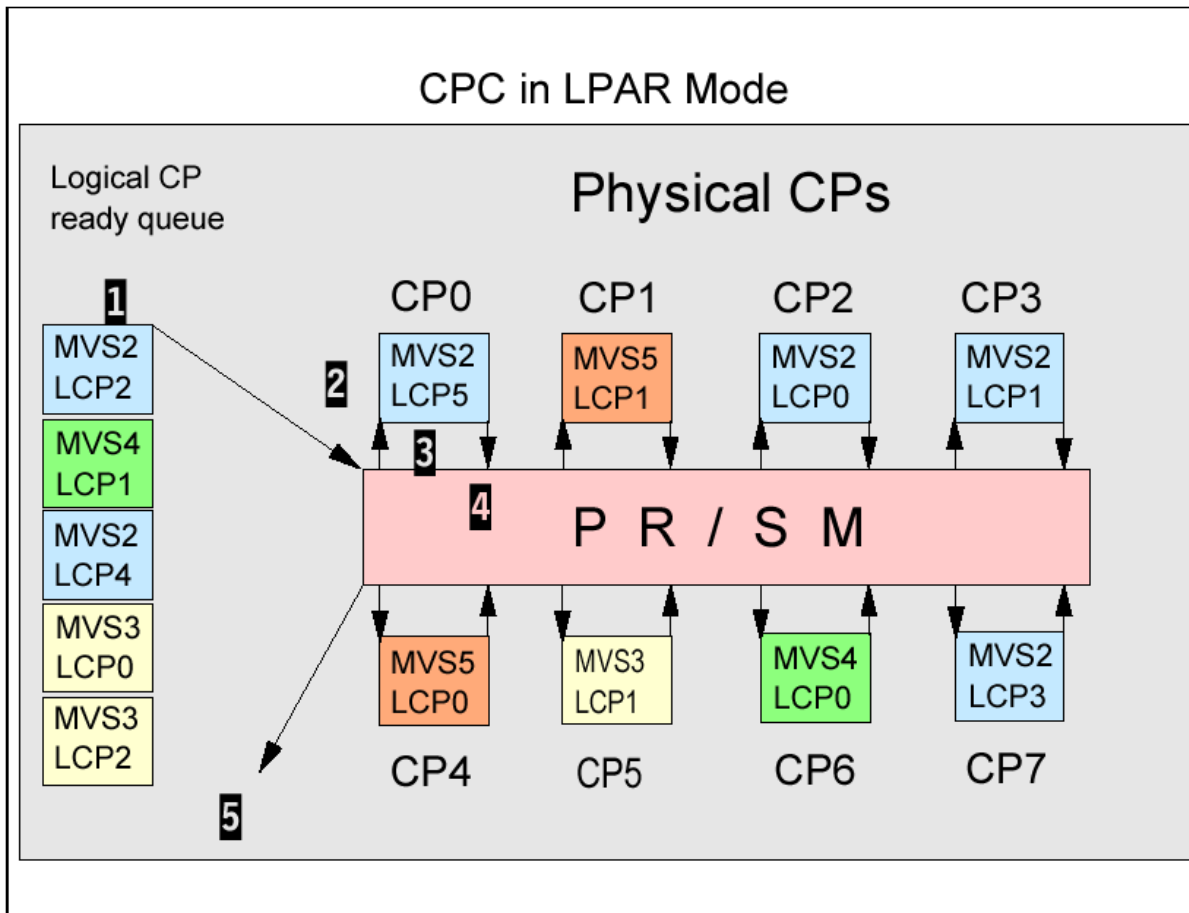 CPC in LPAR Mode
Logical CP
ready queue
Physical CPs
1
MVS2
LCP2
MVS4
LCP1
MVS2
LCP4
MVS3
LCP0
MVS3
LCP2
2
3
4
5
CP0
MVS2
LCP5
CP1
MVS5
LCP1
CP2
MVS2
LCP0
CP3
MVS2
LCP1
P R / S M
MVS5
LCP0
CP4
MVS3
LCP1
CP5
MVS4
LCP0
CP6
MVS2
LCP3
CP7